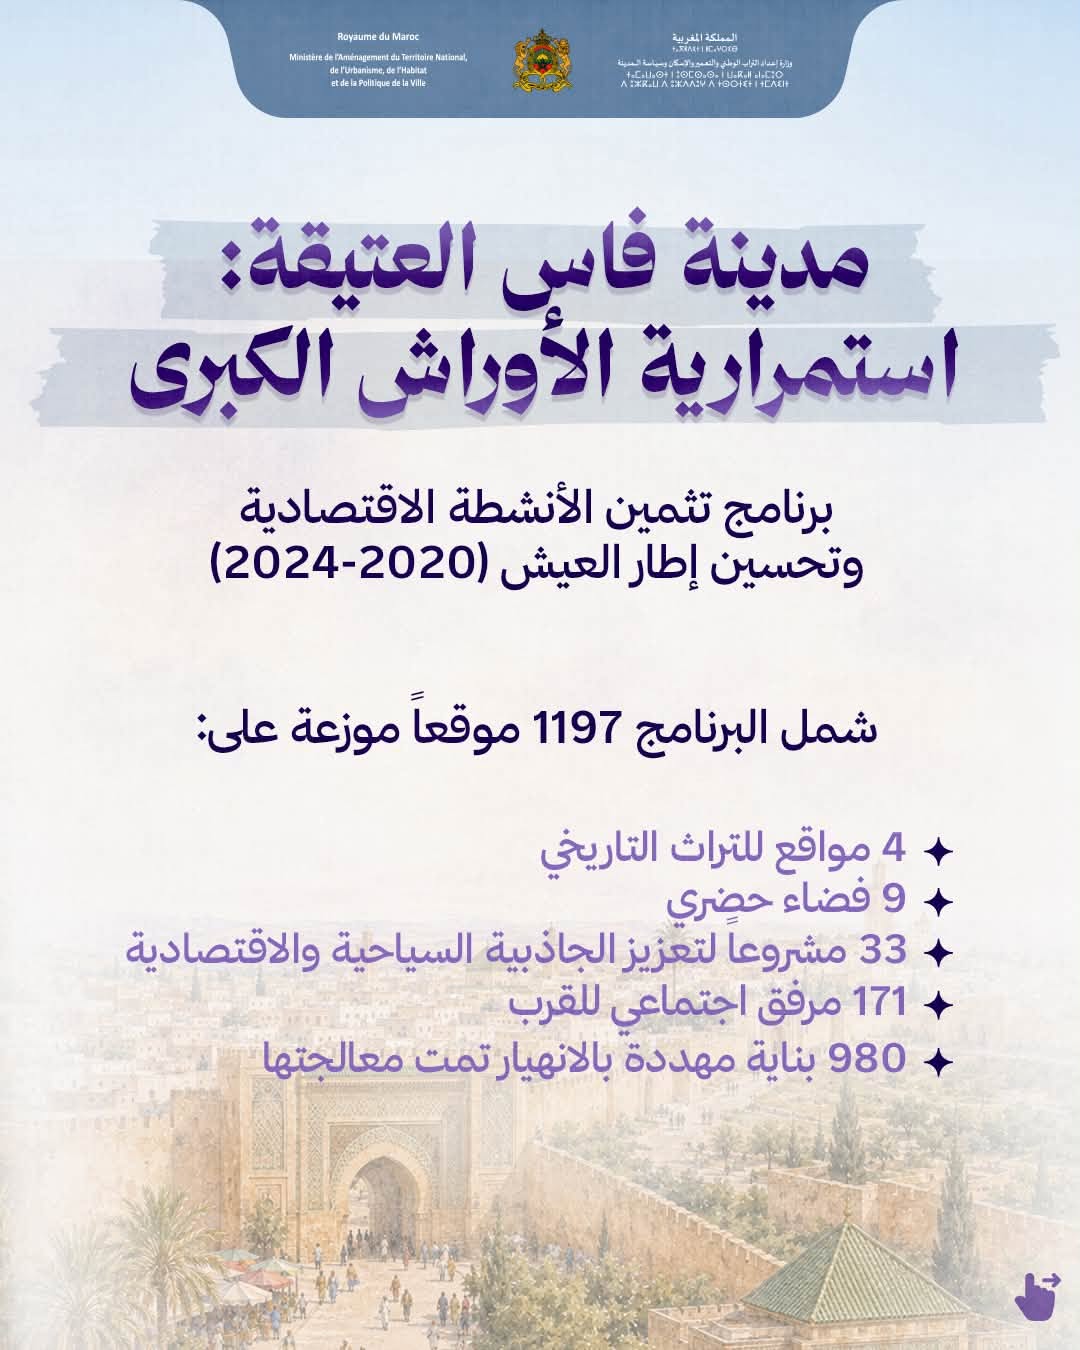 Royaume du Maroc
Ministère de l'Aménagement du Territoire National,
de l'Urbanisme, de l'Habitat
et de la Politique de la Ville
المملكة المغربية
ⵜⴰⴳⵍⴷⵉⵜ ⵏ ⵍⵎⵖⵔⵉⴱ
وزارة إعداد التراب الوطني والتعمير والإسكان وسياسة المدينة
مدينة فاس العتيقة:
استمرارية الأوراش الكبرى
برنامج تثمين الأنشطة الاقتصادية
وتحسين إطار العيش (2020-2024)
شمل البرنامج 1197 موقعاً موزعة على:
4 مواقع للتراث التاريخي
9 فضاء حضري
33 مشروعاً لتعزيز الجاذبية السياحية والاقتصادية
171 مرفق اجتماعي للقرب
980 بناية مهددة بالانهيار تمت معالجتها